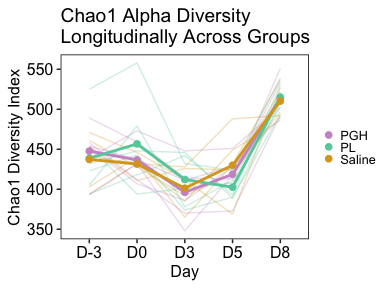 Chao1 Alpha Diversity
Longitudinally Across Groups
Chao1 Diversity Index
550
500
450
400
350
D-3 D0 D3 D5 D8
Day
PGH
PL
Saline